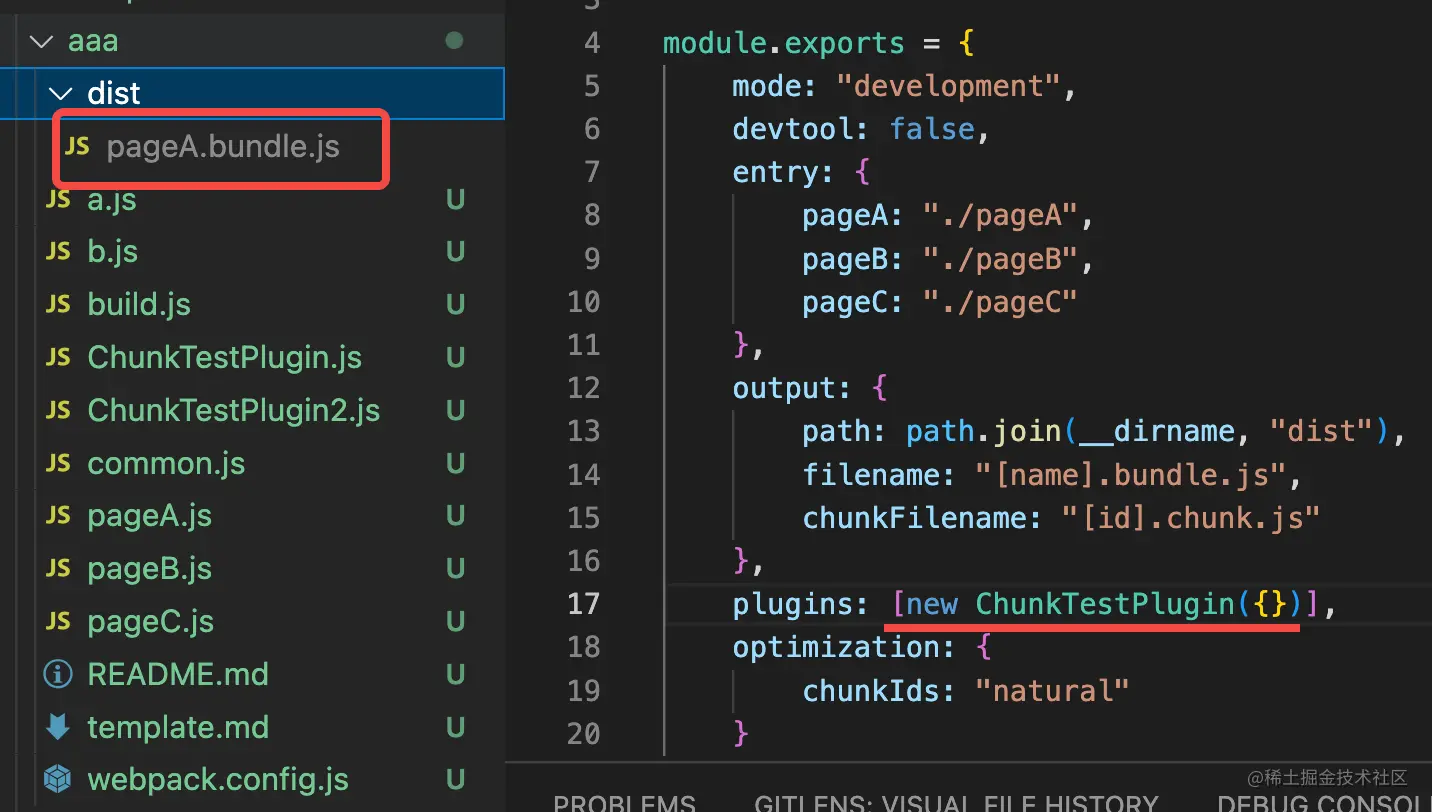 aaa
dist
JS pageA.bundle.js
JS a.js U
JS b.js U
JS build.js U
JS ChunkTestPlugin.js U
JS ChunkTestPlugin2.js U
JS common.js U
JS pageA.js U
JS pageB.js U
JS pageC.js U
README.md U
template.md U
webpack.config.js U
3
4 module.exports = {
5 mode: "development",
6 devtool: false,
7 entry: {
8 pageA: "./pageA",
9 pageB: "./pageB",
10 pageC: "./pageC"
11 },
12 output: {
13 path: path.join(__dirname, "dist"),
14 filename: "[name].bundle.js",
15 chunkFilename: "[id].chunk.js"
16 },
17 plugins: [new ChunkTestPlugin({})],
18 optimization: {
19 chunkIds: "natural"
20 }
@稀土掘金技术社区
PROBLEMS GITLENS: VISUAL FILE HISTORY DEBUG CONSOL